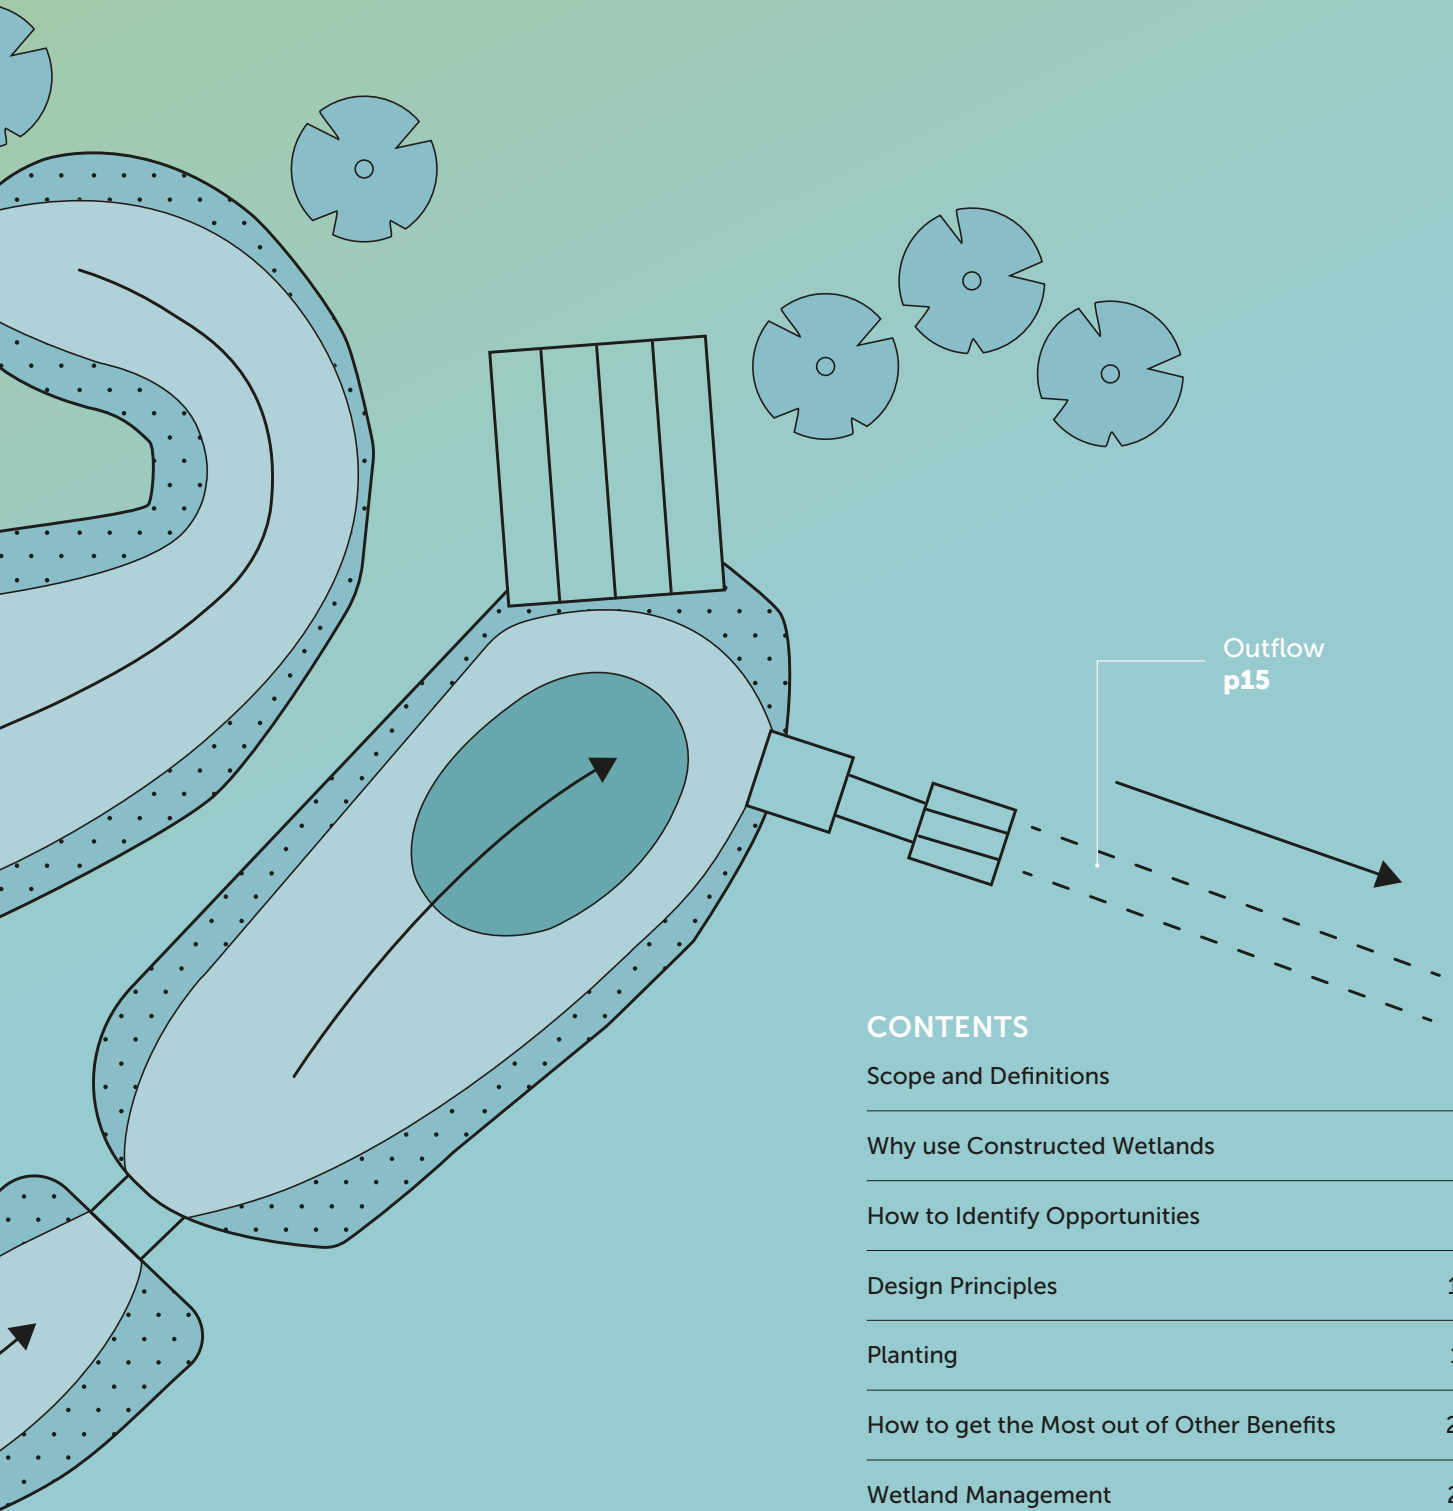 Outflow
p15
CONTENTS
Scope and Definitions
Why use Constructed Wetlands
How to Identify Opportunities
Design Principles
Planting
How to get the Most out of Other Benefits
Wetland Management